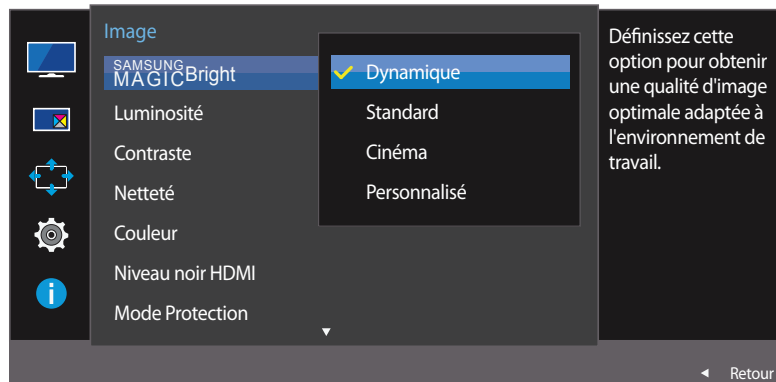 Image
SAMSUNG
MAGICBright
Luminosité
Contraste
Netteté
Couleur
Niveau noir HDMI
Mode Protection
Dynamique
Standard
Cinéma
Personnalisé
Définissez cette
option pour obtenir
une qualité d'image
optimale adaptée à
l'environnement de
travail.
Retour